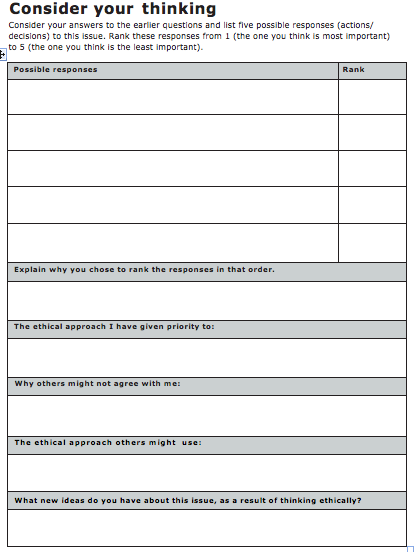 Consider your thinking
Consider your answers to the earlier questions and list five possible responses (actions/
decisions) to this issue. Rank these responses from 1 (the one you think is most important)
to 5 (the one you think is the least important).
Possible responses Rank
Explain why you chose to rank the responses in that order.
The ethical approach I have given priority to:
Why others might not agree with me:
The ethical approach others might use:
What new ideas do you have about this issue, as a result of thinking ethically?